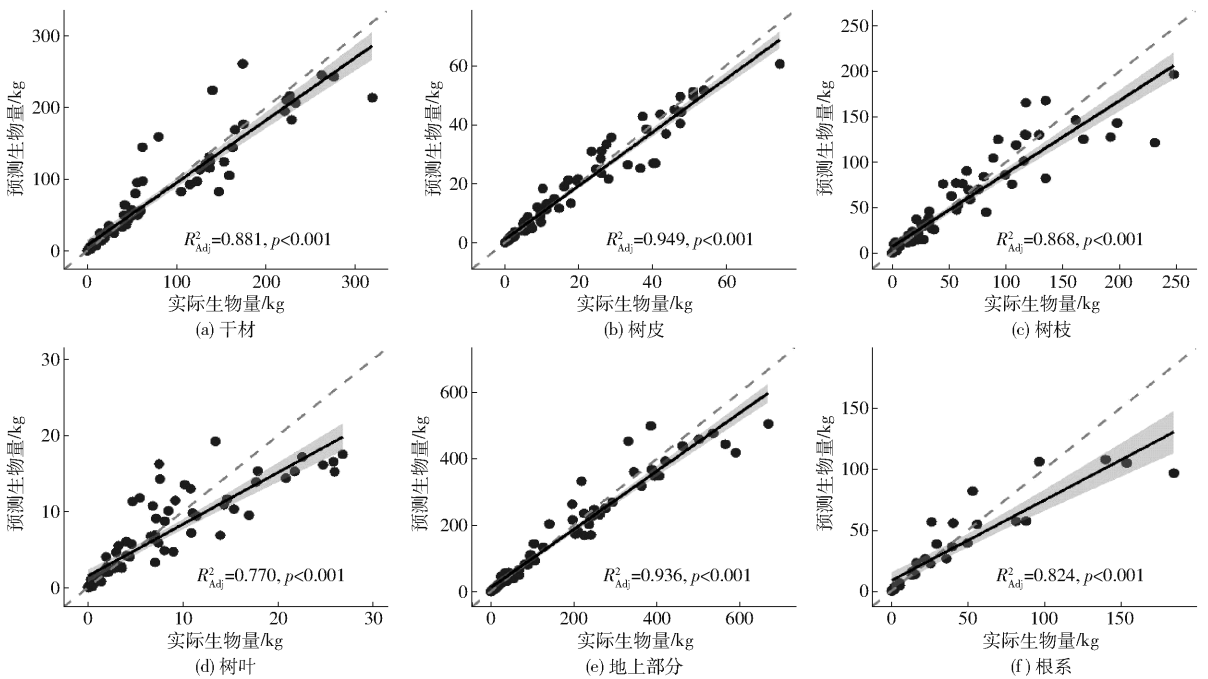 300
200
100
0
预测生物量/kg
R²Adj=0.881, p<0.001
0 100 200 300
实际生物量/kg
(a) 干材
60
40
20
0
预测生物量/kg
R²Adj=0.949, p<0.001
0 20 40 60
实际生物量/kg
(b) 树皮
250
200
150
100
50
0
预测生物量/kg
R²Adj=0.868, p<0.001
0 50 100 150 200 250
实际生物量/kg
(c) 树枝
30
20
10
0
预测生物量/kg
R²Adj=0.770, p<0.001
0 10 20 30
实际生物量/kg
(d) 树叶
600
400
200
0
预测生物量/kg
R²Adj=0.936, p<0.001
0 200 400 600
实际生物量/kg
(e) 地上部分
150
100
50
0
预测生物量/kg
R²Adj=0.824, p<0.001
0 50 100 150
实际生物量/kg
(f) 根系